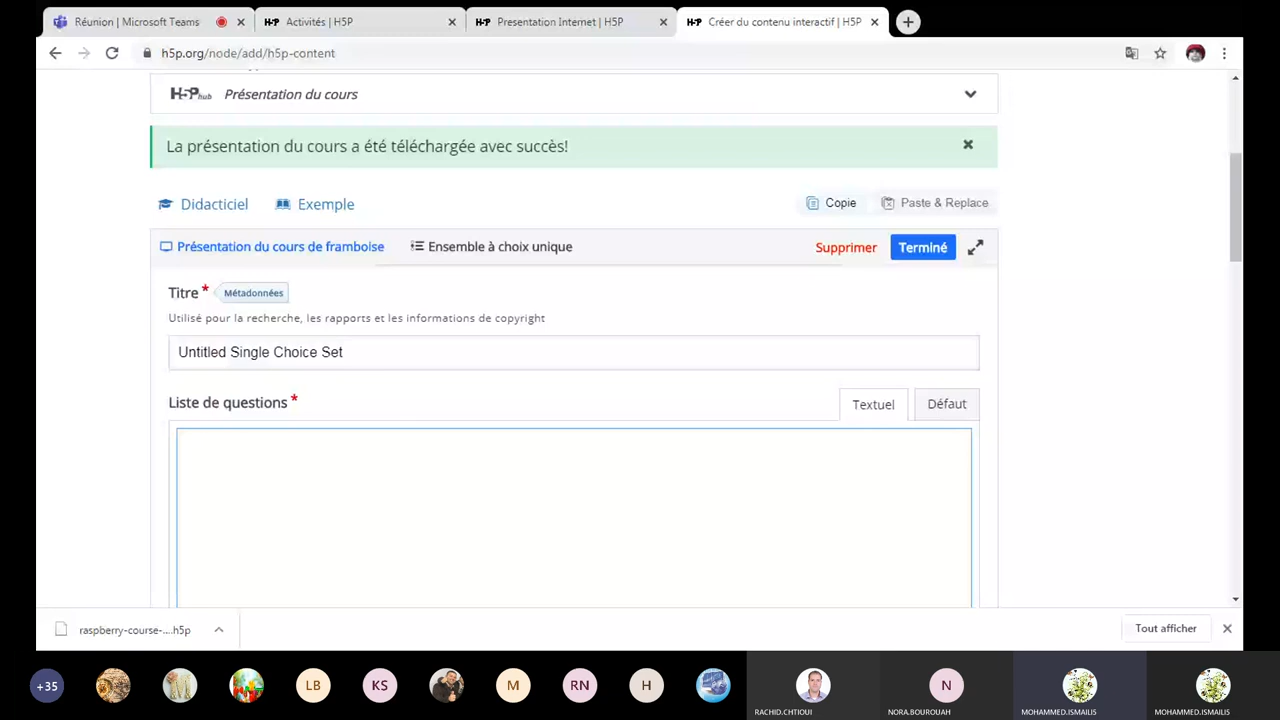 Réunion | Microsoft Teams
Activités | H5P
Presentation Internet | H5P
Créer du contenu interactif | H5P
h5p.org/node/add/h5p-content
H5P hub Présentation du cours
La présentation du cours a été téléchargée avec succès!
Didacticiel
Exemple
Copie
Paste & Replace
Présentation du cours de framboise
Ensemble à choix unique
Supprimer
Terminé
Titre *
Métadonnées
Utilisé pour la recherche, les rapports et les informations de copyright
Untitled Single Choice Set
Liste de questions *
Textuel
Défaut
raspberry-course-....h5p
Tout afficher
+35
LB
KS
M
RN
H
N
RACHID.CHTIOUI
NORA.BOUROUAH
MOHAMMED.ISMAILIS
MOHAMMED.ISMAILIS